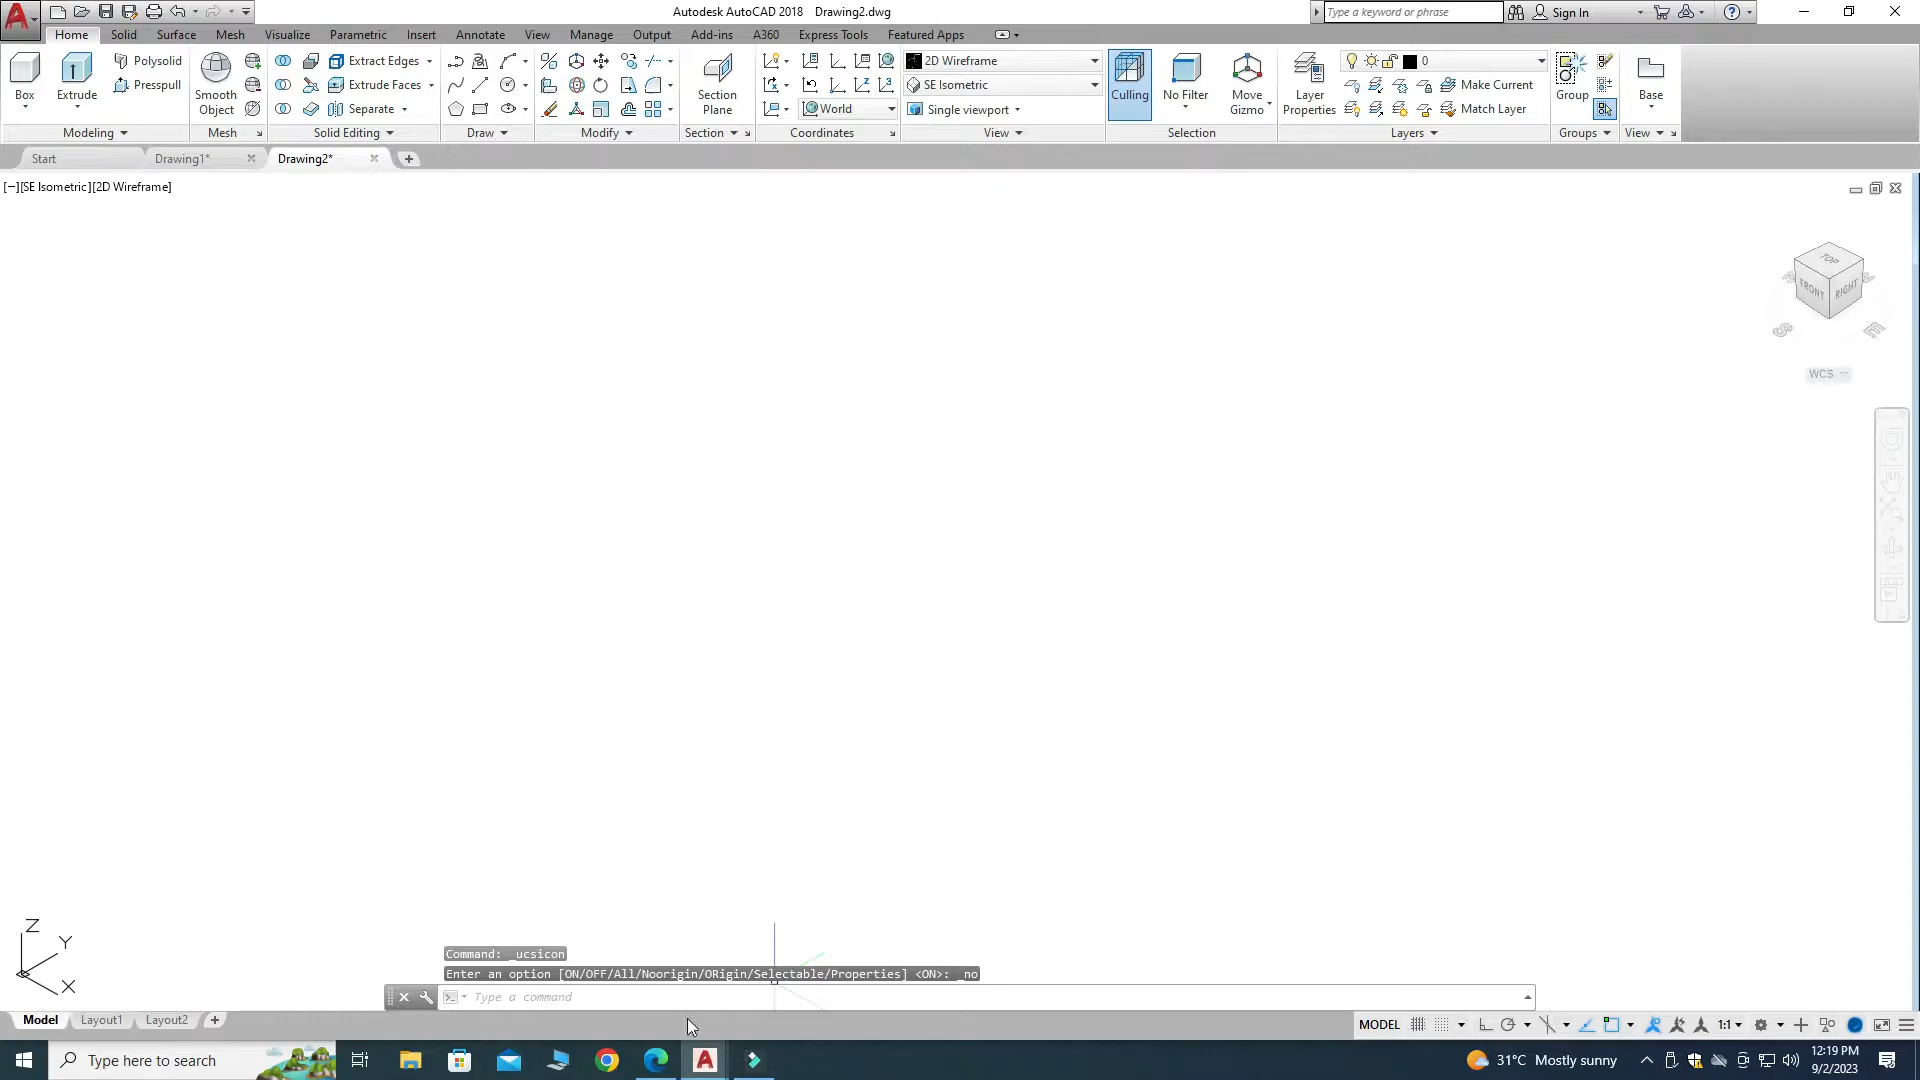 Autodesk AutoCAD 2018 Drawing2.dwg
Type a keyword or phrase
Sign In
Home Solid Surface Mesh Visualize Parametric Insert Annotate View Manage Output Add-ins A360 Express Tools Featured Apps
Box
Extrude
Polysolid
Presspull
Modeling
Smooth
Object
Mesh
Extract Edges
Extrude Faces
Separate
Solid Editing
Draw
Modify
Section
Plane
Section
World
Coordinates
2D Wireframe
SE Isometric
Single viewport
View
Culling
No Filter
Move
Gizmo
Selection
Layer
Properties
0
Make Current
Match Layer
Layers
Group
Groups
Base
View
Start Drawing1* Drawing2*
[−][SE Isometric][2D Wireframe]
TOP
FRONT RIGHT
S E
WCS
Z
Y
X
Command: _ucsicon
Enter an option [ON/OFF/All/Noorigin/ORigin/Selectable/Properties] <ON>: _no
Type a command
Model Layout1 Layout2
MODEL 1:1
Type here to search
31°C Mostly sunny
12:19 PM
9/2/2023